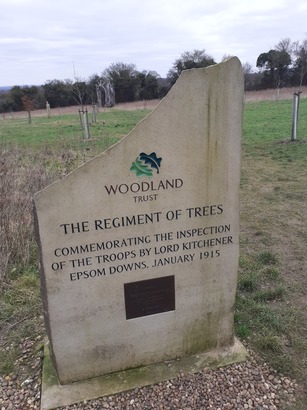 WOODLAND
TRUST
THE REGIMENT OF TREES
COMMEMORATING THE INSPECTION
OF THE TROOPS BY LORD KITCHENER
EPSOM DOWNS, JANUARY 1915